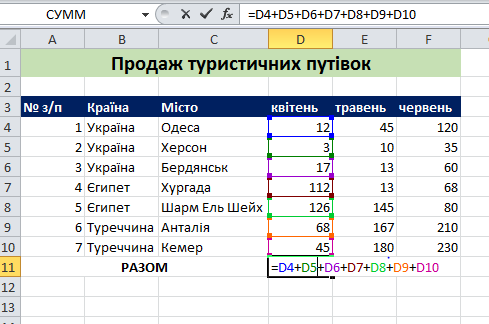 СУММ =D4+D5+D6+D7+D8+D9+D10
A B C D E F
1 Продаж туристичних путівок
2
3 № з/п Країна Місто квітень травень червень
4 1 Україна Одеса 12 45 120
5 2 Україна Херсон 3 10 35
6 3 Україна Бердянськ 17 13 60
7 4 Єгипет Хургада 112 13 68
8 5 Єгипет Шарм Ель Шейх 126 145 80
9 6 Туреччина Анталія 68 167 210
10 7 Туреччина Кемер 45 180 230
11 РАЗОМ =D4+D5+D6+D7+D8+D9+D10
12
13